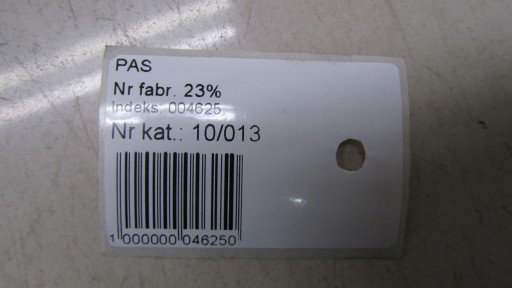 PAS
Nr fabr. 23%
Indeks: 004625
Nr kat.: 10/013
1 000000 046250